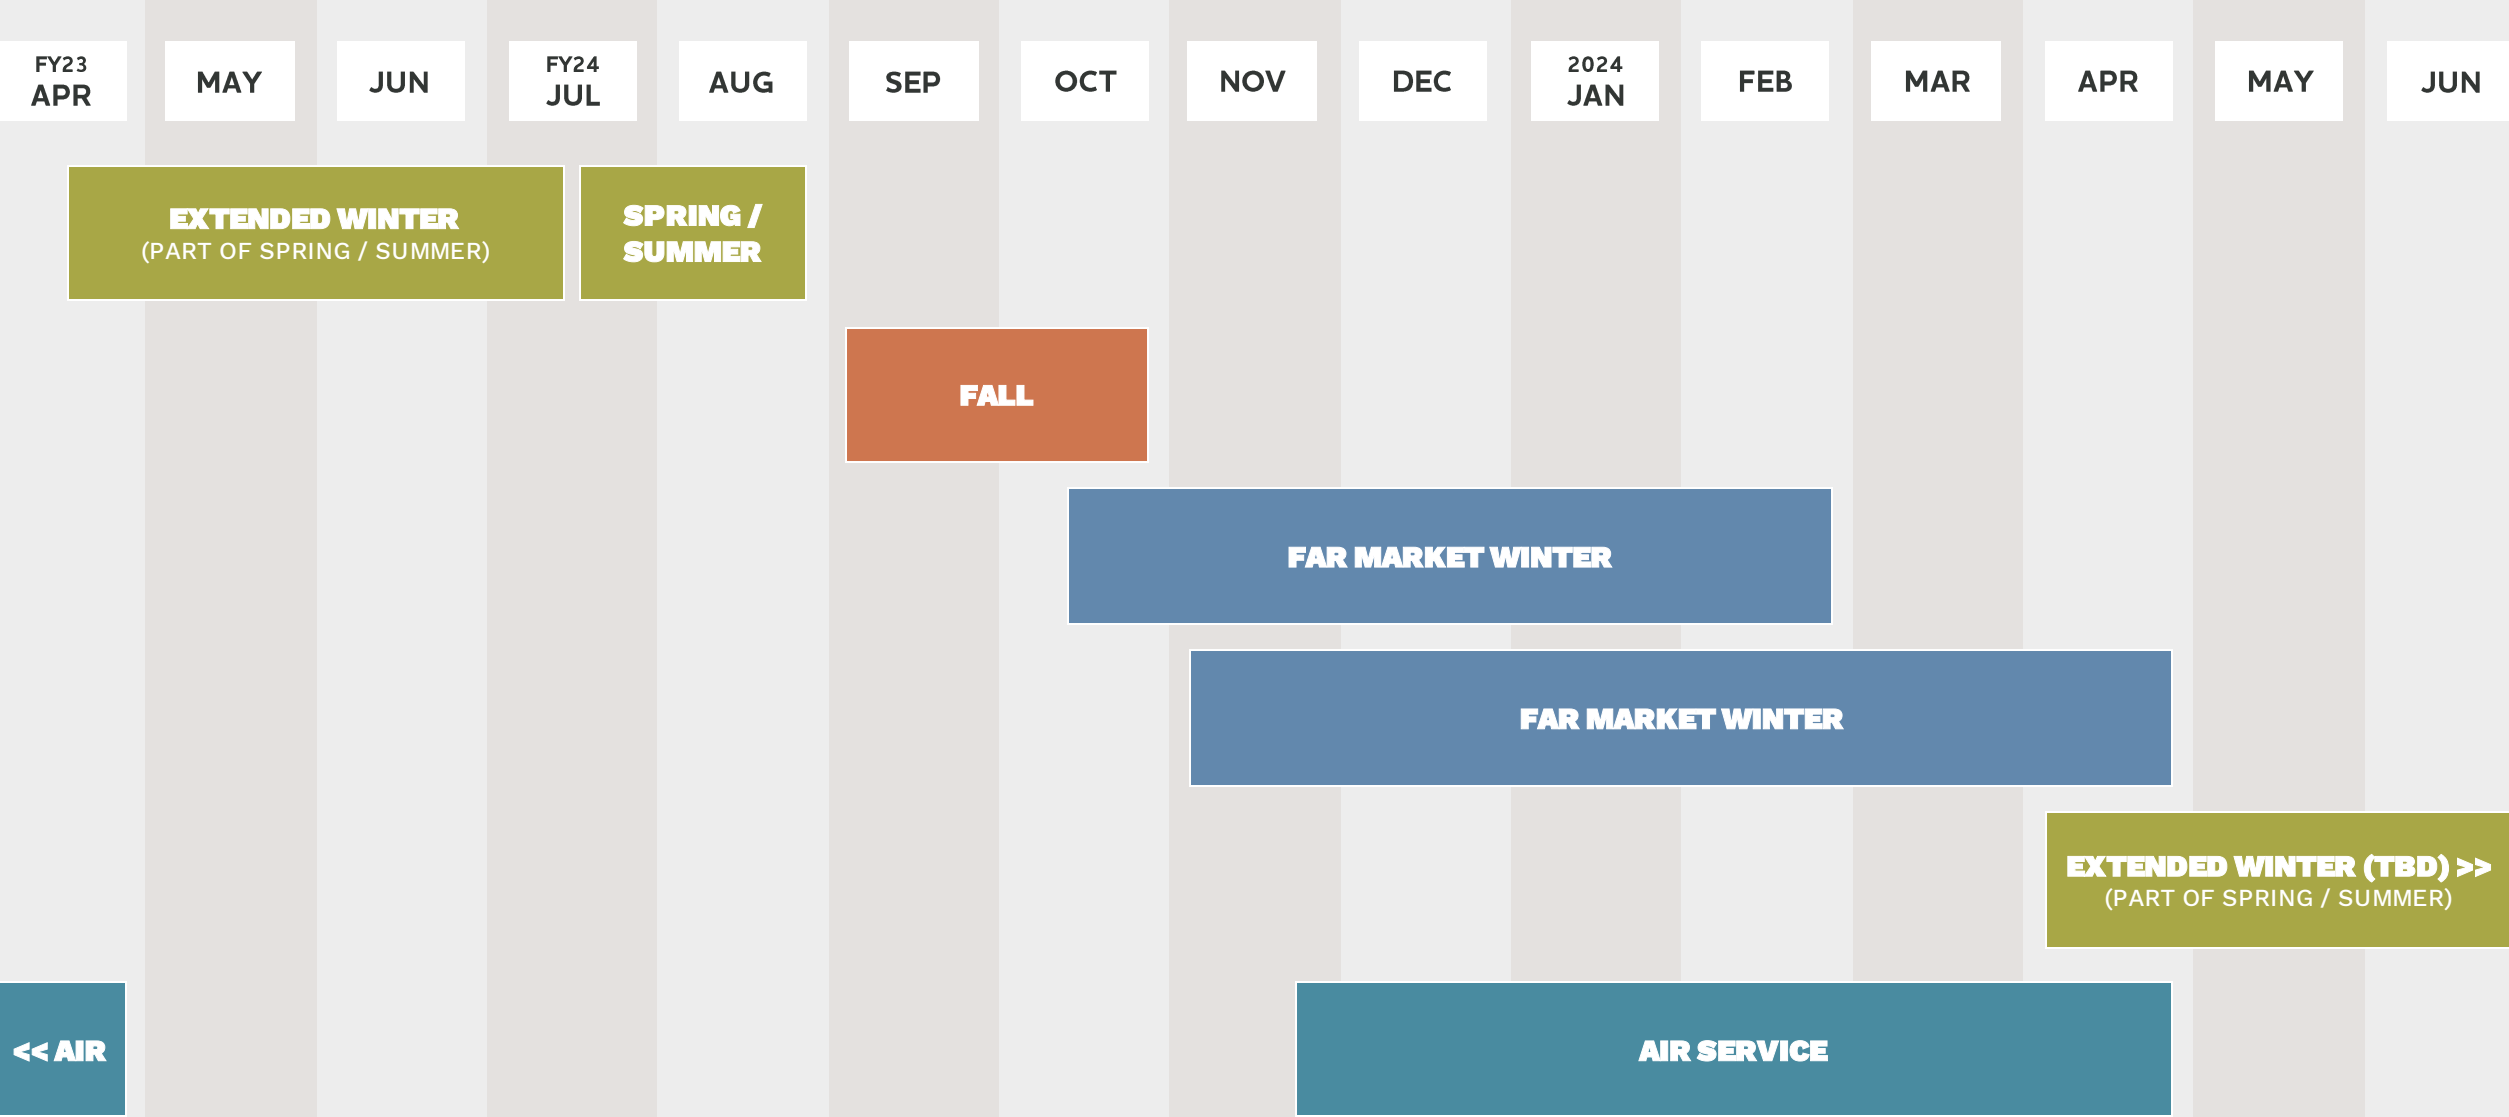 FY23
APR
MAY
JUN
FY24
JUL
AUG
SEP
OCT
NOV
DEC
2024
JAN
FEB
MAR
APR
MAY
JUN
EXTENDED WINTER
(PART OF SPRING / SUMMER)
SPRING /
SUMMER
FALL
FAR MARKET WINTER
FAR MARKET WINTER
EXTENDED WINTER (TBD) >>
(PART OF SPRING / SUMMER)
<< AIR
AIR SERVICE